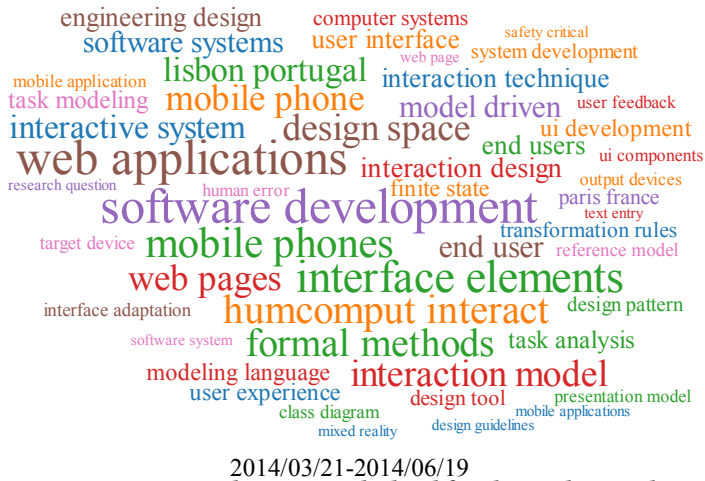 engineering design computer systems
safety critical
software systems user interface
web page system development
lisbon portugal interaction technique
mobile application
task modeling mobile phone model driven user feedback
interactive system design space ui development
end users
web applications interaction design ui components
research question human error finite state output devices
software development paris france
text entry
transformation rules
target device mobile phones end user reference model
web pages interface elements
interface adaptation humcomput interact design pattern
software system formal methods task analysis
modeling language interaction model
user experience design tool presentation model
class diagram mobile applications
mixed reality design guidelines
2014/03/21-2014/06/19